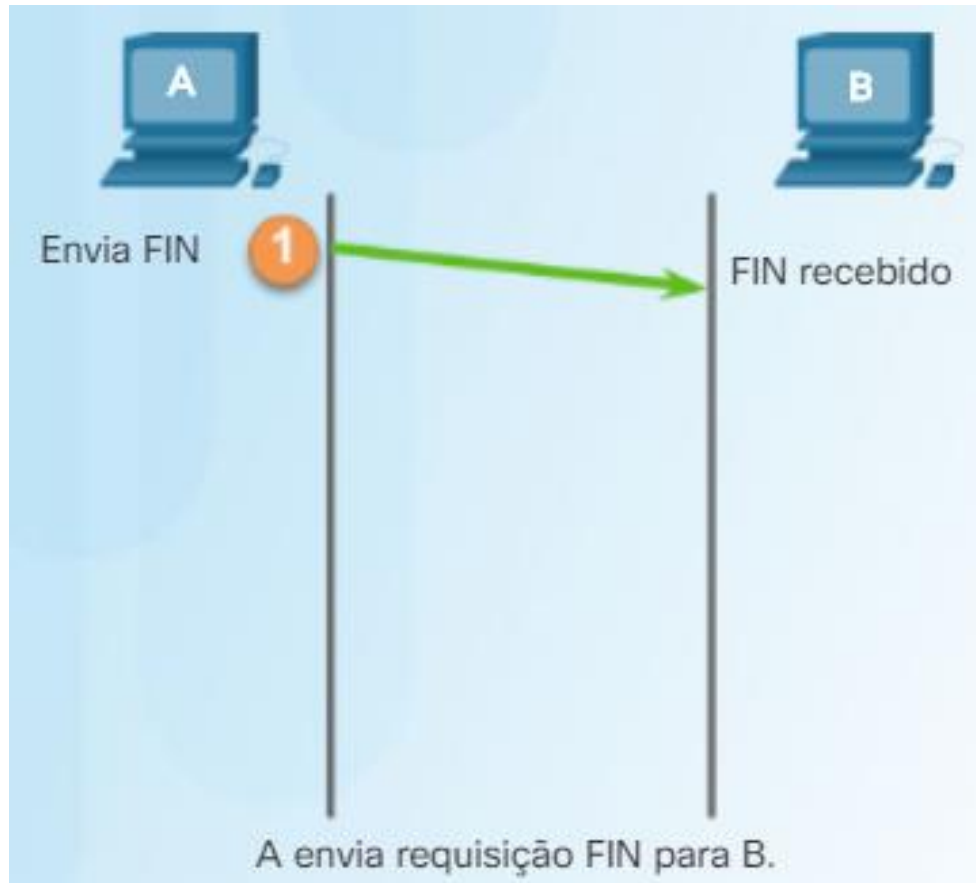 A
B
Envia FIN
1
FIN recebido
A envia requisição FIN para B.